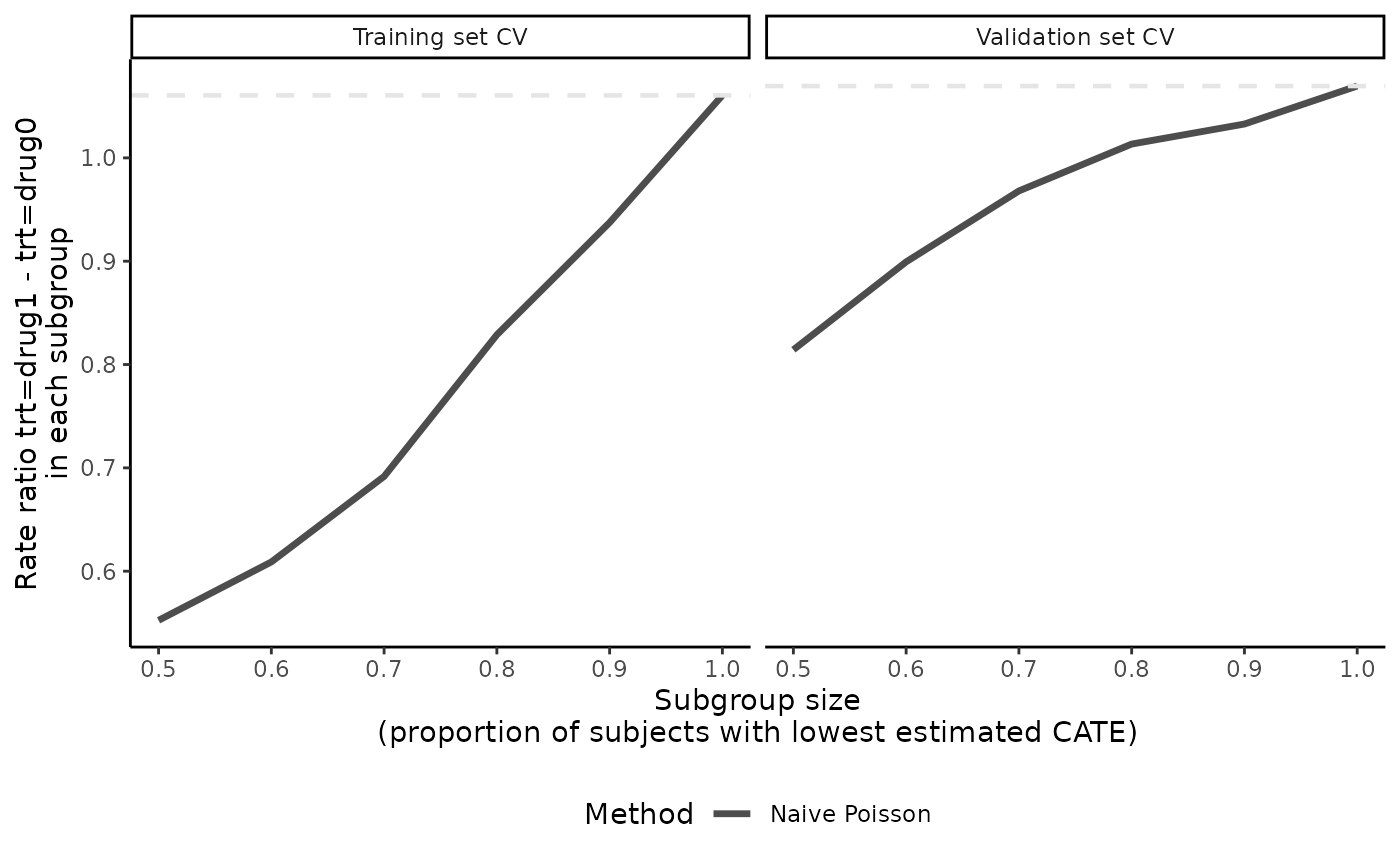 Training set CV
Validation set CV
Rate ratio trt=drug1 - trt=drug0
in each subgroup
1.0
0.9
0.8
0.7
0.6
0.5 0.6 0.7 0.8 0.9 1.0
0.5 0.6 0.7 0.8 0.9 1.0
Subgroup size
(proportion of subjects with lowest estimated CATE)
Method Naive Poisson